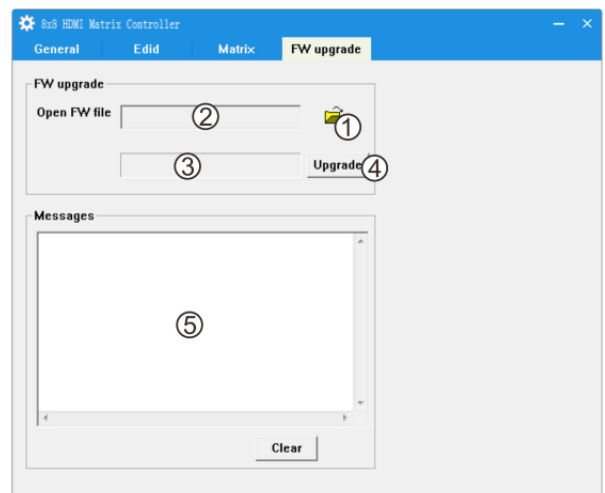 8x8 HDMI Matrix Controller
General Edid Matrix FW upgrade
FW upgrade
Open FW file ② ①
③ Upgrade ④
Messages
⑤
Clear